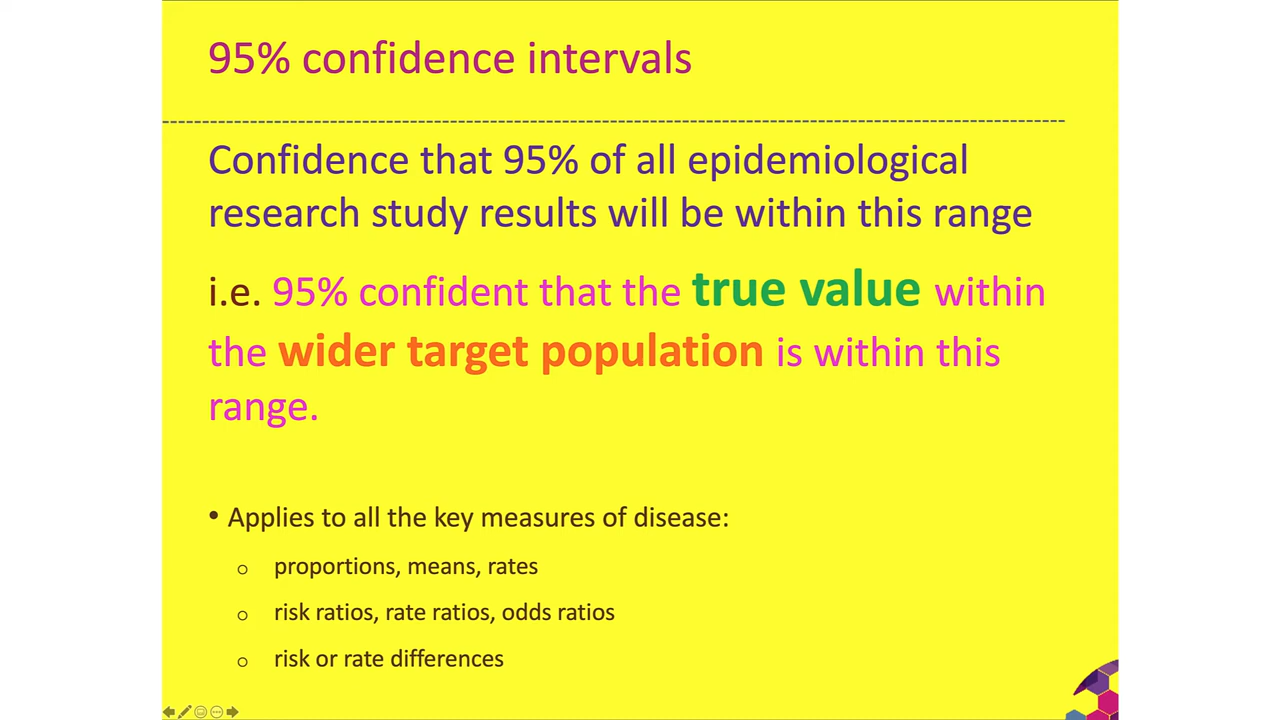 95% confidence intervals
Confidence that 95% of all epidemiological
research study results will be within this range
i.e. 95% confident that the true value within
the wider target population is within this
range.
• Applies to all the key measures of disease:
o proportions, means, rates
o risk ratios, rate ratios, odds ratios
o risk or rate differences